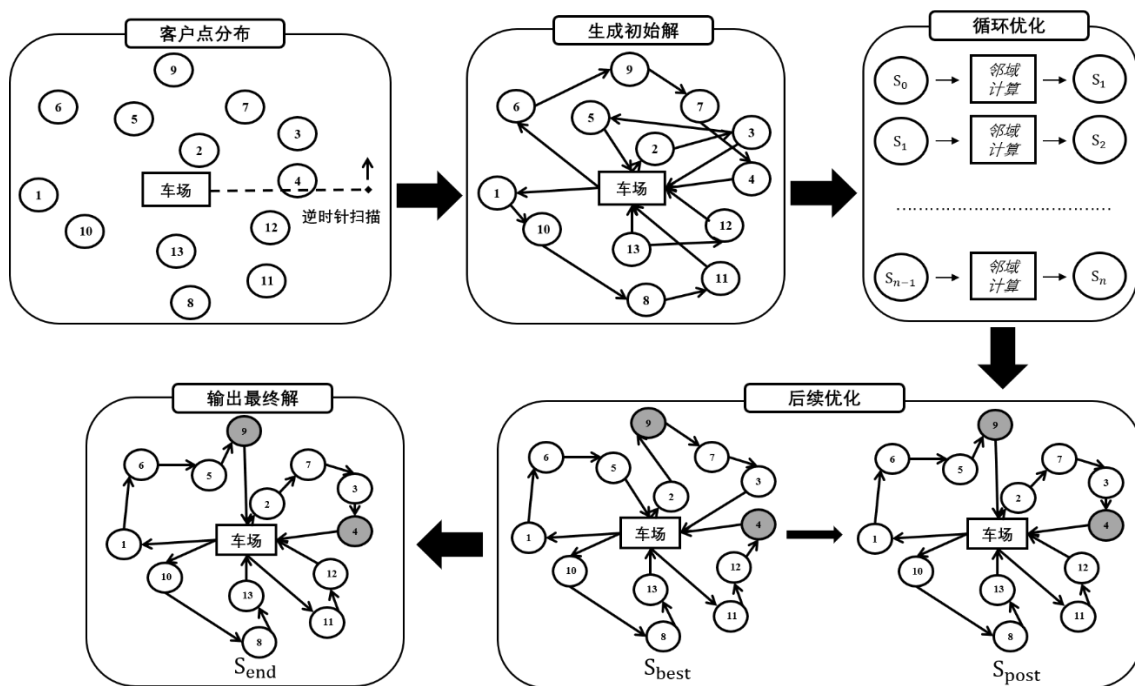 客户点分布
9
6
7
5
3
2
4
车场
1
逆时针扫描
12
10
13
11
8
生成初始解
9
6
7
5
3
2
4
车场
1
12
10
13
11
8
循环优化
S₀
邻域
计算
S₁
S₁
邻域
计算
S₂
........................................
Sₙ₋₁
邻域
计算
Sₙ
输出最终解
9
6
7
5
3
2
4
车场
1
12
10
13
11
8
S_end
后续优化
9
6
7
5
3
2
4
车场
1
12
10
13
11
8
S_best
9
6
7
5
3
2
4
车场
1
12
10
13
11
8
S_post